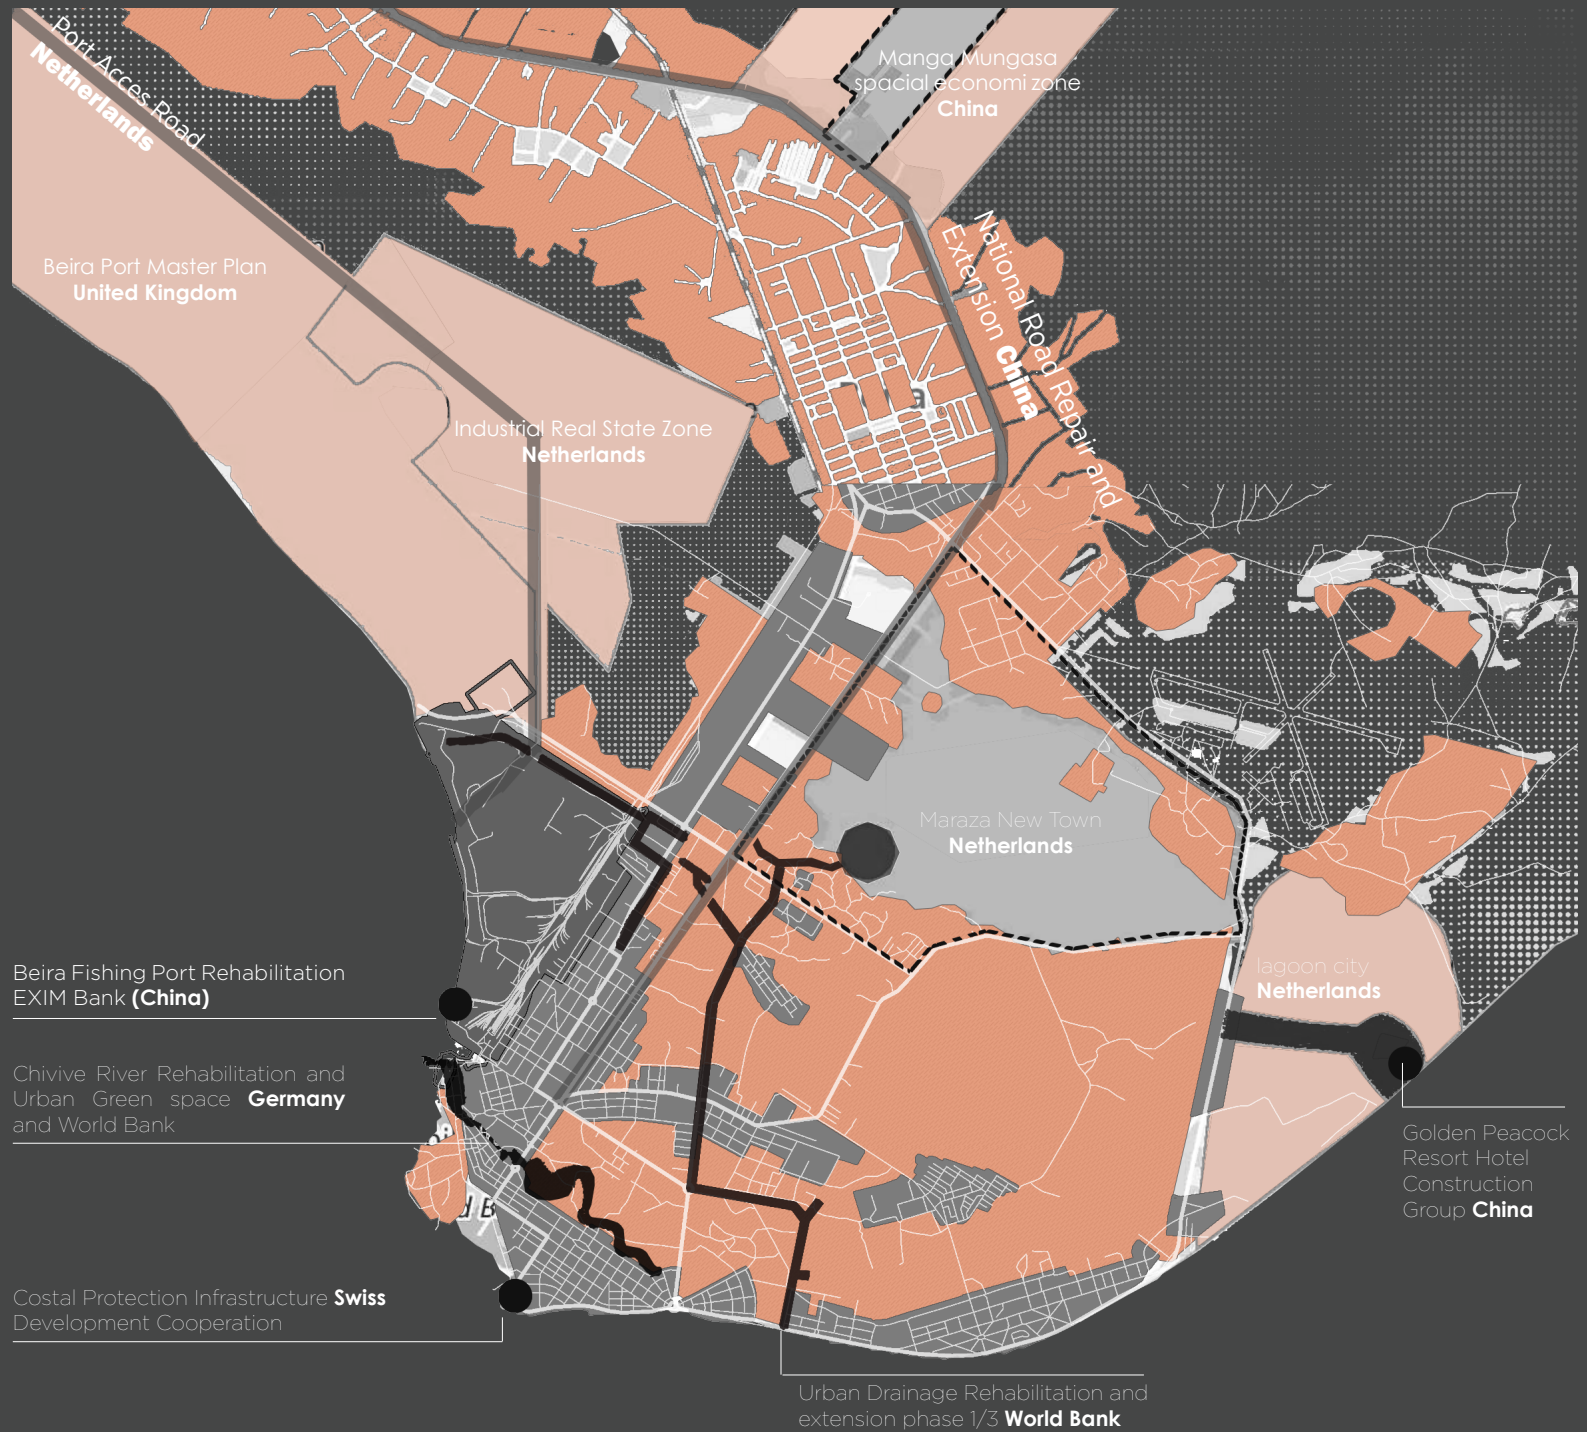 Port Acces Road
Netherlands
Manga Mungasa
spacial economi zone
China
Beira Port Master Plan
United Kingdom
National Road Repair and
Extension China
Industrial Real State Zone
Netherlands
Maraza New Town
Netherlands
lagoon city
Netherlands
Beira Fishing Port Rehabilitation
EXIM Bank (China)
Chivive River Rehabilitation and
Urban Green space Germany
and World Bank
Golden Peacock
Resort Hotel
Construction
Group China
Costal Protection Infrastructure Swiss
Development Cooperation
Urban Drainage Rehabilitation and
extension phase 1/3 World Bank